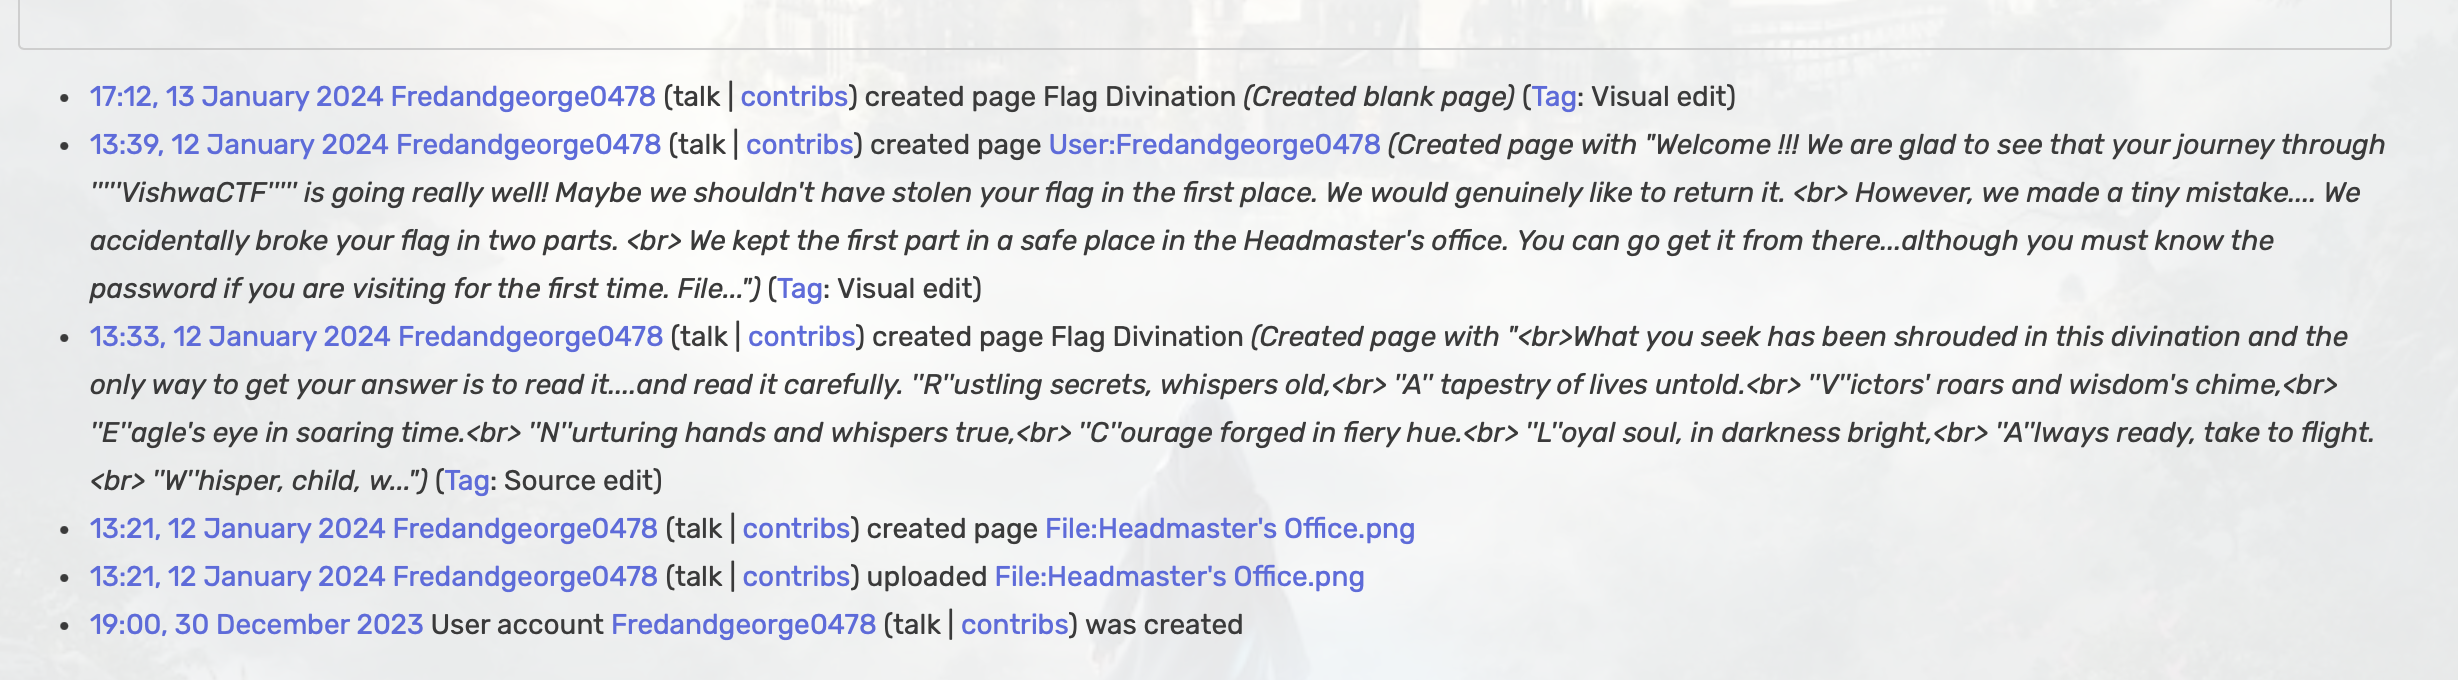 17:12, 13 January 2024 Fredandgeorge0478 (talk | contribs) created page Flag Divination (Created blank page) (Tag: Visual edit)
13:39, 12 January 2024 Fredandgeorge0478 (talk | contribs) created page User:Fredandgeorge0478 (Created page with "Welcome !!! We are glad to see that your journey through
'''''VishwaCTF''''' is going really well! Maybe we shouldn't have stolen your flag in the first place. We would genuinely like to return it. <br> However, we made a tiny mistake.... We
accidentally broke your flag in two parts. <br> We kept the first part in a safe place in the Headmaster's office. You can go get it from there...although you must know the
password if you are visiting for the first time. File...") (Tag: Visual edit)
13:33, 12 January 2024 Fredandgeorge0478 (talk | contribs) created page Flag Divination (Created page with "<br>What you seek has been shrouded in this divination and the
only way to get your answer is to read it....and read it carefully. ''R''ustling secrets, whispers old,<br> ''A'' tapestry of lives untold.<br> ''V''ictors' roars and wisdom's chime,<br>
''E''agle's eye in soaring time.<br> ''N''urturing hands and whispers true,<br> ''C''ourage forged in fiery hue.<br> ''L''oyal soul, in darkness bright,<br> ''A''lways ready, take to flight.
<br> ''W''hisper, child, w...") (Tag: Source edit)
13:21, 12 January 2024 Fredandgeorge0478 (talk | contribs) created page File:Headmaster's Office.png
13:21, 12 January 2024 Fredandgeorge0478 (talk | contribs) uploaded File:Headmaster's Office.png
19:00, 30 December 2023 User account Fredandgeorge0478 (talk | contribs) was created